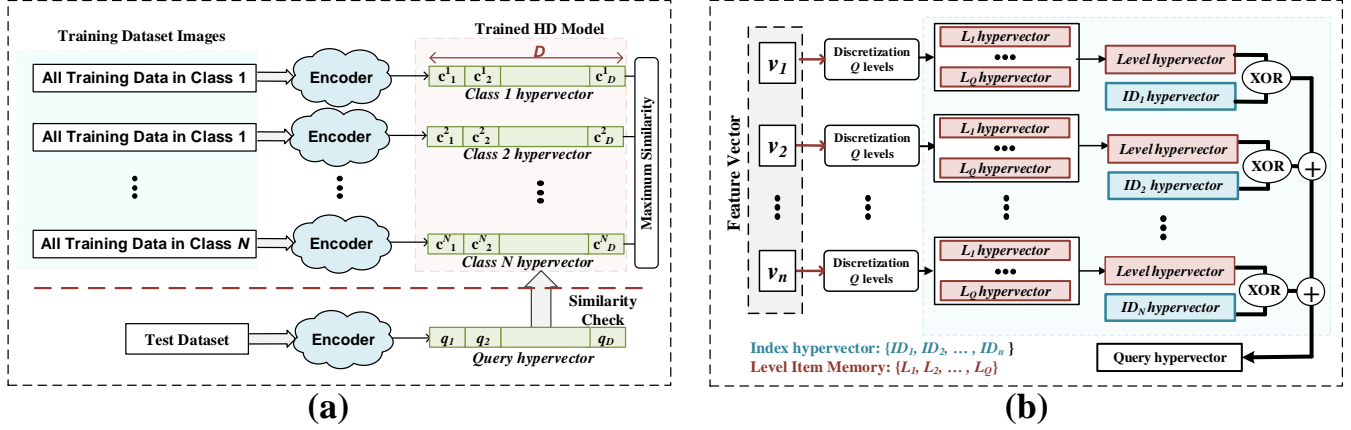 Training Dataset Images
Trained HD Model
D
All Training Data in Class 1
Encoder
c¹₁ c¹₂ c¹D
Class 1 hypervector
All Training Data in Class 1
Encoder
c²₁ c²₂ c²D
Class 2 hypervector
•••
•••
•••
All Training Data in Class N
Encoder
cᴺ₁ cᴺ₂ cᴺD
Class N hypervector
Maximum Similarity
Similarity
Check
Test Dataset
Encoder
q₁ q₂ qD
Query hypervector
(a)
Feature Vector
v₁
Discretization
Q levels
L₁ hypervector
•••
L_Q hypervector
Level hypervector
ID₁ hypervector
XOR
v₂
Discretization
Q levels
L₁ hypervector
•••
L_Q hypervector
Level hypervector
ID₂ hypervector
XOR
+
•••
•••
•••
•••
vₙ
Discretization
Q levels
L₁ hypervector
•••
L_Q hypervector
Level hypervector
ID_N hypervector
XOR
+
Index hypervector: {ID₁, ID₂, … , IDₙ }
Level Item Memory: {L₁, L₂, … , L_Q}
Query hypervector
(b)